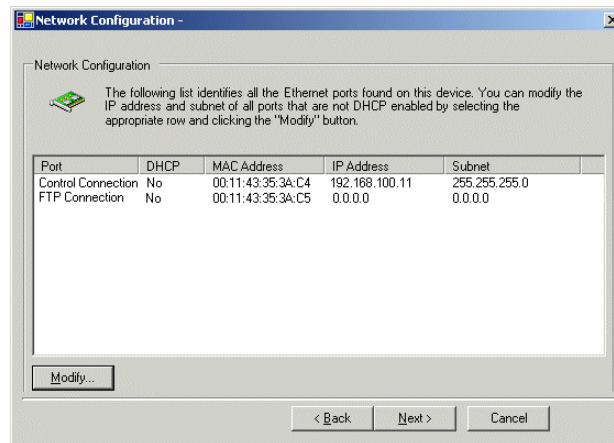 Network Configuration -
Network Configuration
The following list identifies all the Ethernet ports found on this device. You can modify the
IP address and subnet of all ports that are not DHCP enabled by selecting the
appropriate row and clicking the "Modify" button.
Port DHCP MAC Address IP Address Subnet
Control Connection No 00:11:43:35:3A:C4 192.168.100.11 255.255.255.0
FTP Connection No 00:11:43:35:3A:C5 0.0.0.0 0.0.0.0
Modify...
< Back Next > Cancel